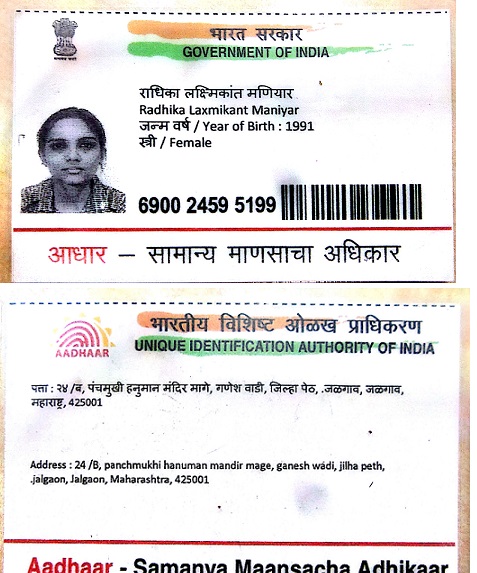 भारत सरकार
GOVERNMENT OF INDIA
राधिका लक्ष्मिकांत मणियार
Radhika Laxmikant Maniyar
जन्म वर्ष / Year of Birth : 1991
स्त्री / Female
6900 2459 5199
आधार – सामान्य माणसाचा अधिकार
भारतीय विशिष्ट ओळख प्राधिकरण
UNIQUE IDENTIFICATION AUTHORITY OF INDIA
AADHAAR
पत्ता : २४ /ब, पंचमुखी हनुमान मंदिर मागे, गणेश वाडी, जिल्हा पेठ, .जळगाव, जळगाव,
महाराष्ट्र, 425001
Address : 24 /B, panchmukhi hanuman mandir mage, ganesh wadi, jilha peth,
.jalgaon, Jalgaon, Maharashtra, 425001
Aadhaar - Samanya Maansacha Adhikaar